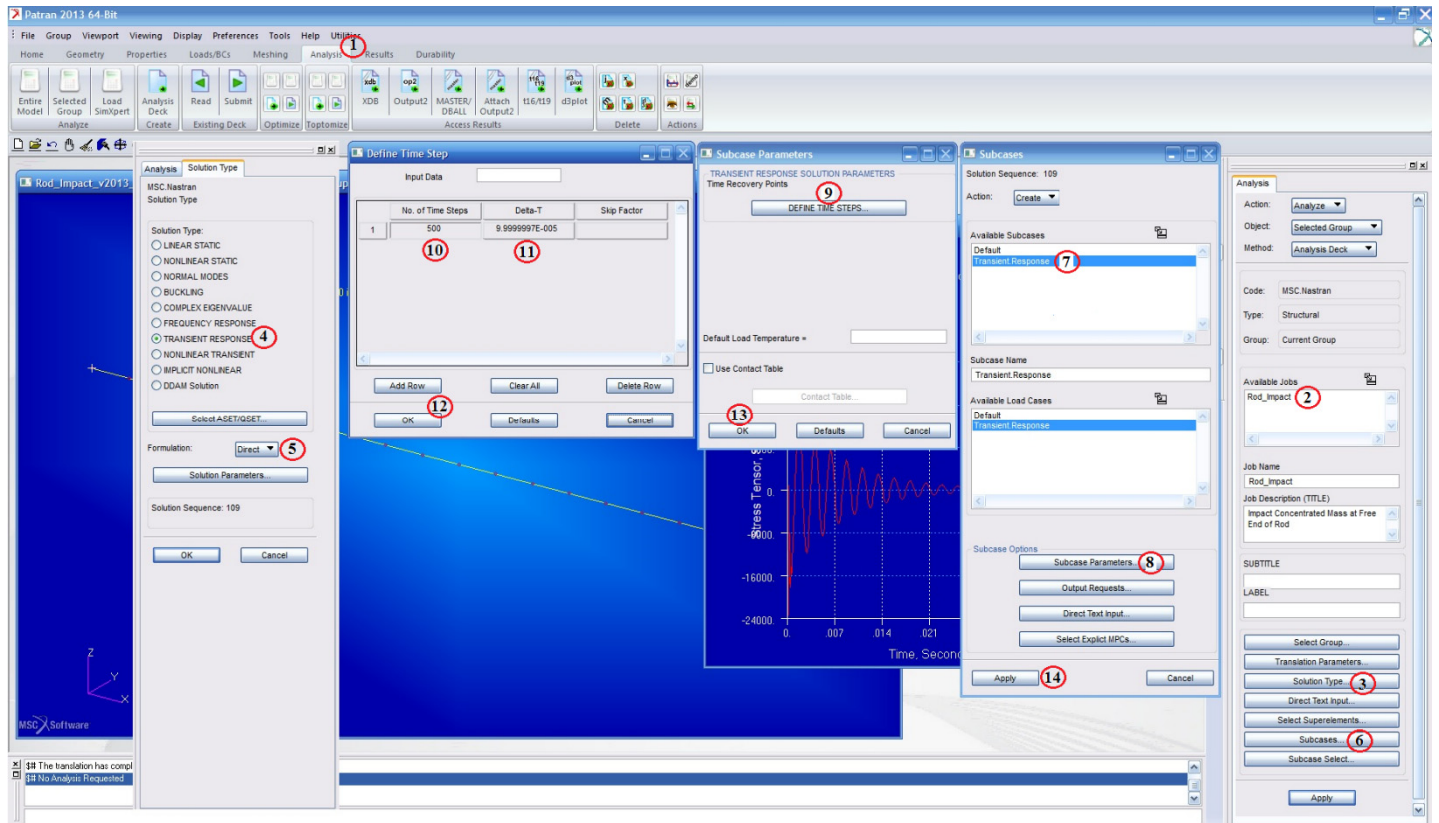 Patran 2013 64-Bit
File Group Viewport Viewing Display Preferences Tools Help Utilities
Home Geometry Properties Loads/BCs Meshing Analysis 1 Results Durability
xdb op2 t16 t19 d3 plot
Entire Model Selected Group Load SimXpert Analysis Deck Read Submit XDB Output2 MASTER/DBALL Attach Output2 t16/t19 d3plot
Analyze Create Existing Deck Optimize Toptomize Access Results Delete Actions
Rod_Impact_v2013_
Analysis Solution Type
MSC.Nastran
Solution Type
Solution Type:
LINEAR STATIC
NONLINEAR STATIC
NORMAL MODES
BUCKLING
COMPLEX EIGENVALUE
FREQUENCY RESPONSE
TRANSIENT RESPONSE 4
NONLINEAR TRANSIENT
IMPLICIT NONLINEAR
DDAM Solution
Select ASET/QSET...
Formulation: Direct 5
Solution Parameters...
Solution Sequence: 109
OK Cancel
Z
Y
X
MSC Software
Define Time Step
Input Data
No. of Time Steps Delta-T Skip Factor
1 500 9.9999997E-005
10 11
Add Row Clear All Delete Row
12
OK Defaults Cancel
Subcase Parameters
TRANSIENT RESPONSE SOLUTION PARAMETERS
Time Recovery Points
9
DEFINE TIME STEPS...
Default Load Temperature =
Use Contact Table
Contact Table...
13
OK Defaults Cancel
Stress Tensor,
0.
-8000.
-16000.
-24000.
0. .007 .014 .021
Time, Secon
Subcases
Solution Sequence: 109
Action: Create
Available Subcases
Default
Transient.Response 7
Subcase Name
Transient.Response
Available Load Cases
Default
Transient.Response
Subcase Options
Subcase Parameters... 8
Output Requests...
Direct Text Input...
Select Explict MPCs...
Apply 14 Cancel
Analysis
Action: Analyze
Object: Selected Group
Method: Analysis Deck
Code: MSC.Nastran
Type: Structural
Group: Current Group
Available Jobs
Rod_Impact 2
Job Name
Rod_Impact
Job Description (TITLE)
Impact Concentrated Mass at Free
End of Rod
SUBTITLE
LABEL
Select Group...
Translation Parameters...
Solution Type... 3
Direct Text Input...
Select Superelements...
Subcases... 6
Subcase Select...
Apply
$# The translation has compl
$# No Analysis Requested